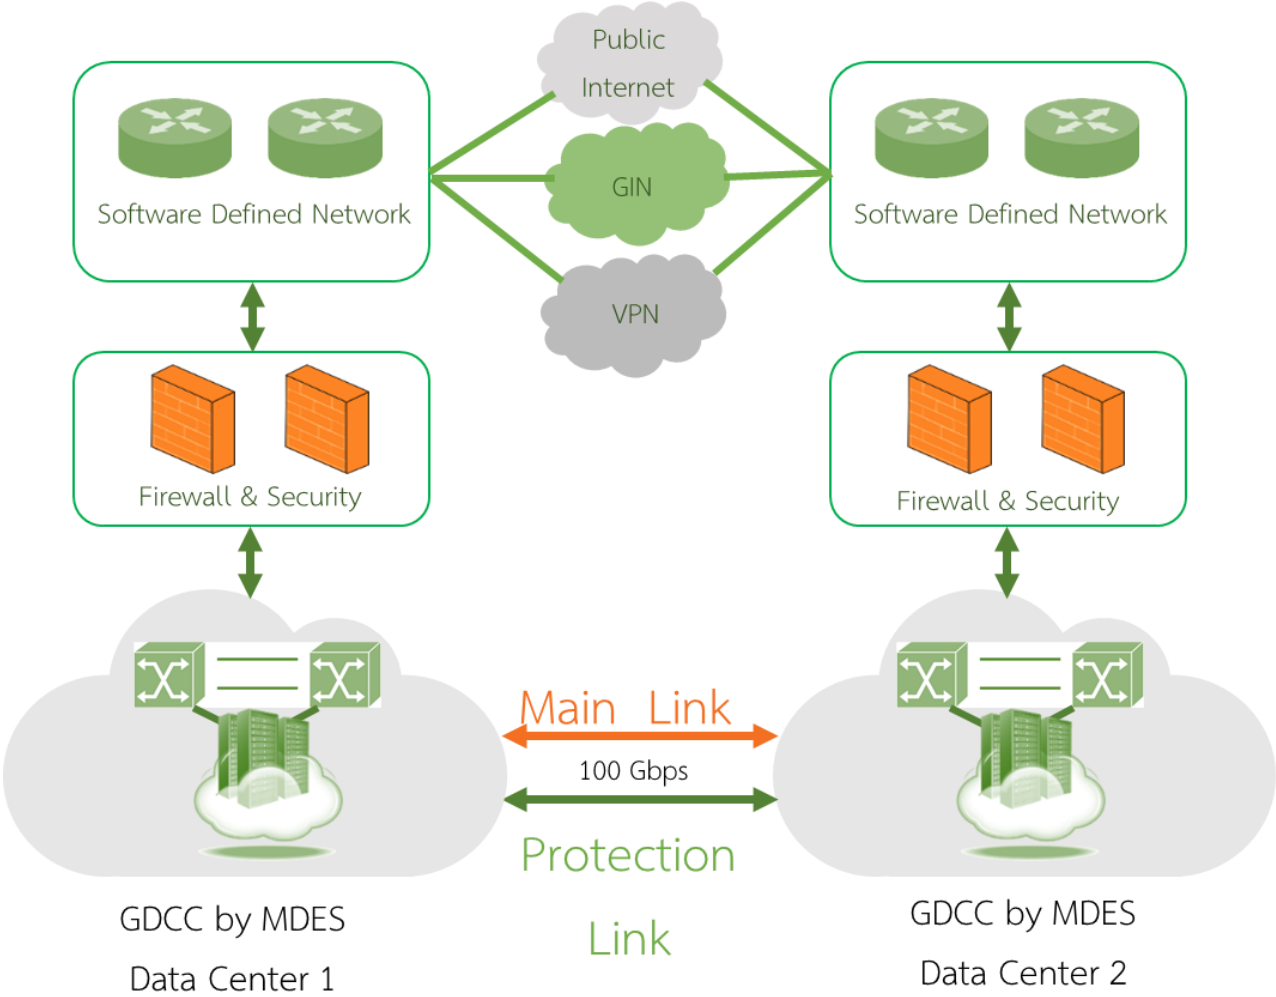 Public
Internet
Software Defined Network
GIN
Software Defined Network
VPN
Firewall & Security
Firewall & Security
Main Link
100 Gbps
Protection
Link
GDCC by MDES
Data Center 1
GDCC by MDES
Data Center 2